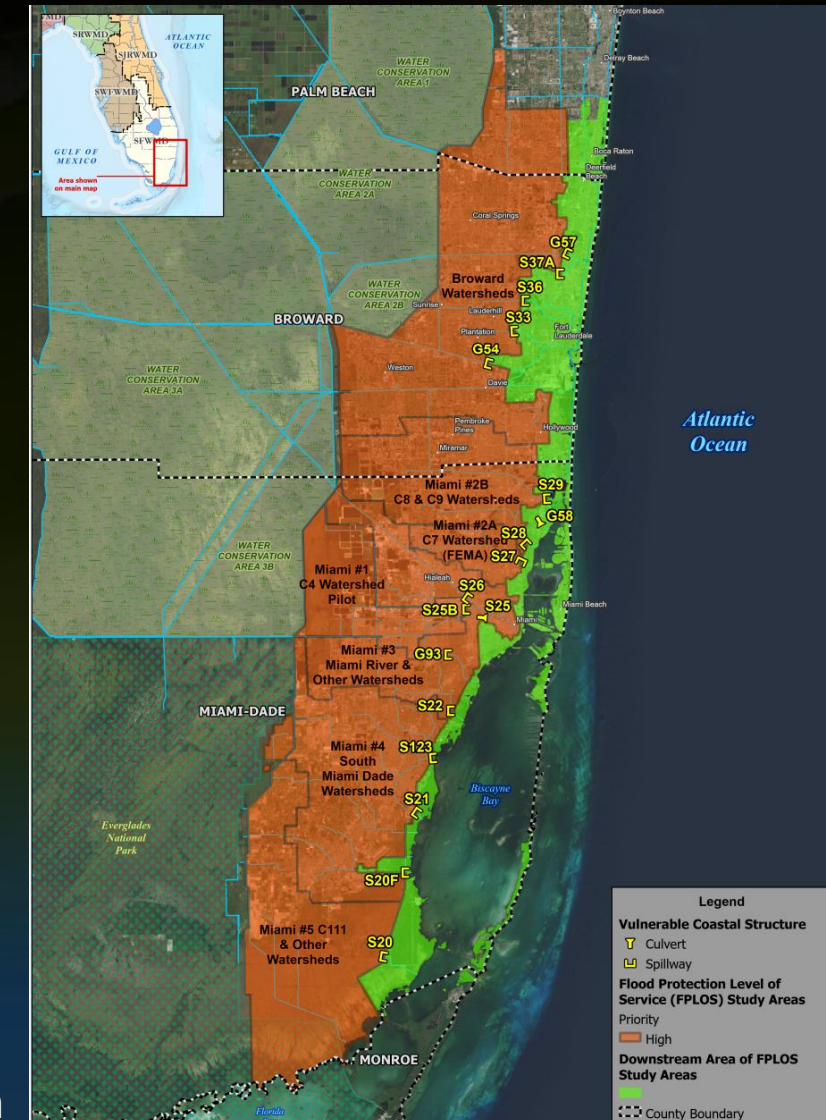 FWMD
SRWMD
SJRWMD
SWFWMD
SFWMD
ATLANTIC
OCEAN
GULF OF
MEXICO
Area shown
on main map
Boynton Beach
Delray Beach
WATER
CONSERVATION
AREA 1
PALM BEACH
Boca Raton
Deerfield
Beach
WATER
CONSERVATION
AREA 2A
Coral Springs
G57
S37A
Broward
Watersheds
S36
WATER
CONSERVATION
AREA 2B
Sunrise
Lauderhill
S33
BROWARD
Plantation
Fort
Lauderdale
G54
Weston
Davie
WATER
CONSERVATION
AREA 3A
Pembroke
Pines
Hollywood
Miramar
Atlantic
Ocean
Miami #2B
C8 & C9 Watersheds
S29
G58
Miami #2A
C7 Watershed
(FEMA)
S28
S27
WATER
CONSERVATION
AREA 3B
Miami #1
C4 Watershed
Pilot
Hialeah
S26
S25B
S25
Miami Beach
Miami
Miami #3
Miami River &
Other Watersheds
G93
MIAMI-DADE
S22
Miami #4
South
Miami Dade
Watersheds
S123
Biscayne
Bay
S21
Everglades
National
Park
S20F
Miami #5 C111
& Other
Watersheds
S20
MONROE
Florida
Legend
Vulnerable Coastal Structure
Culvert
Spillway
Flood Protection Level of
Service (FPLOS) Study Areas
Priority
High
Downstream Area of FPLOS
Study Areas
County Boundary